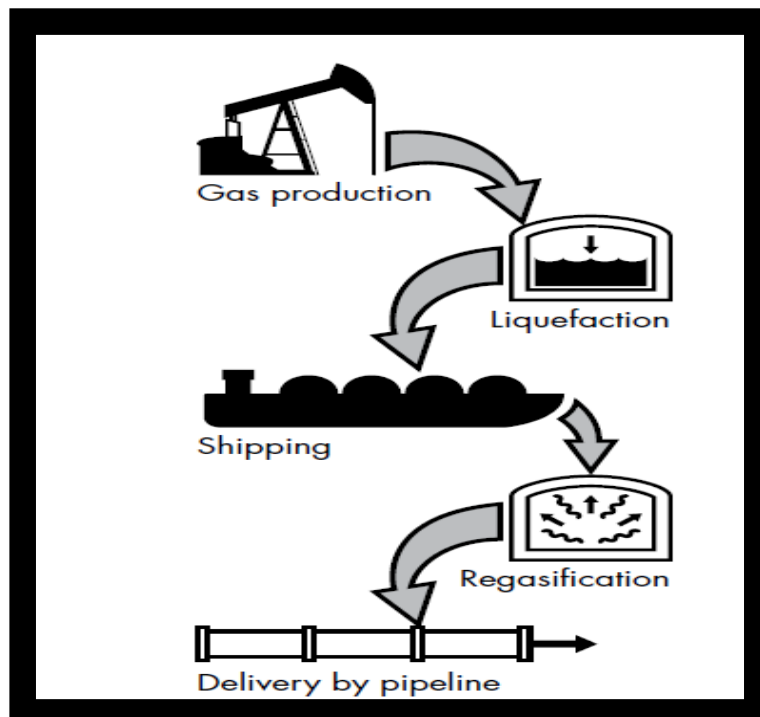 Gas production
Liquefaction
Shipping
Regasification
Delivery by pipeline